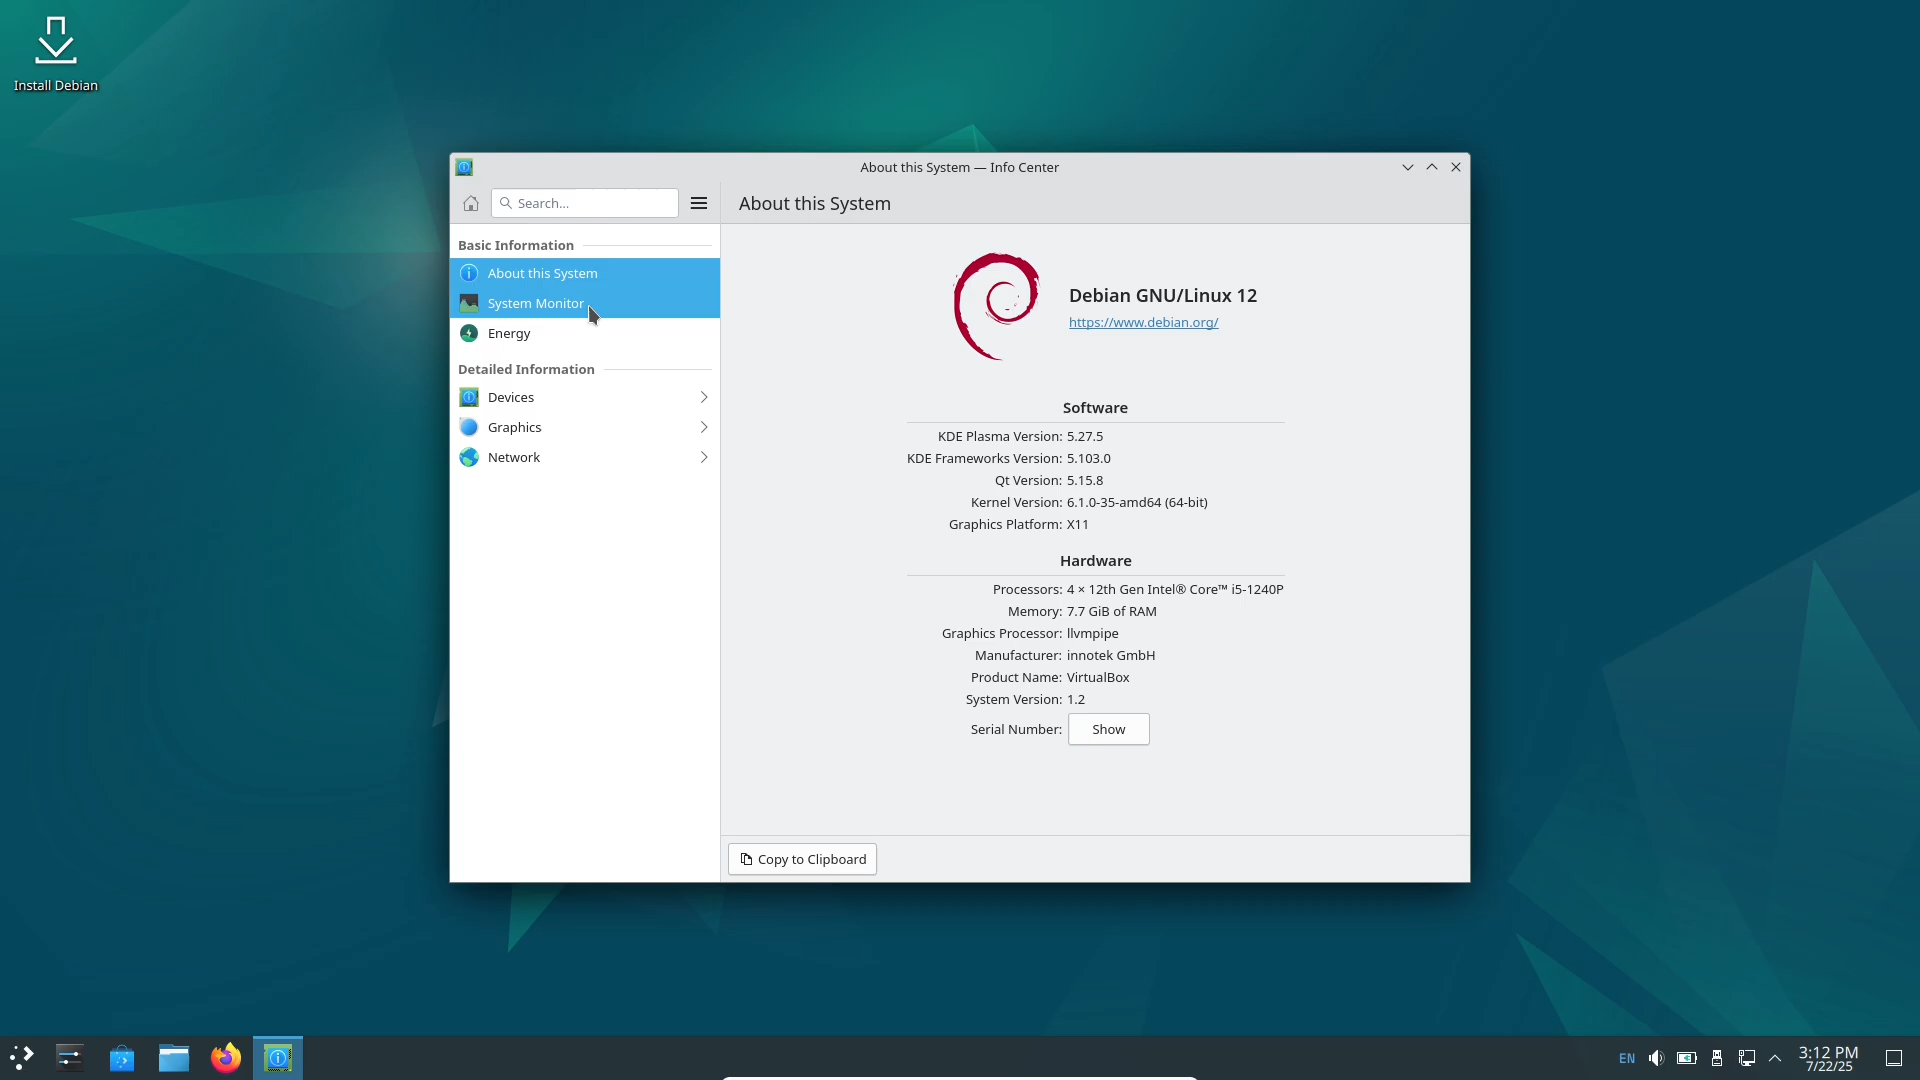 Install Debian
About this System — Info Center
Search...
About this System
Basic Information
About this System
System Monitor
Energy
Detailed Information
Devices
Graphics
Network
Debian GNU/Linux 12
https://www.debian.org/
Software
KDE Plasma Version: 5.27.5
KDE Frameworks Version: 5.103.0
Qt Version: 5.15.8
Kernel Version: 6.1.0-35-amd64 (64-bit)
Graphics Platform: X11
Hardware
Processors: 4 × 12th Gen Intel® Core™ i5-1240P
Memory: 7.7 GiB of RAM
Graphics Processor: llvmpipe
Manufacturer: innotek GmbH
Product Name: VirtualBox
System Version: 1.2
Serial Number: Show
Copy to Clipboard
EN
3:12 PM
7/22/25